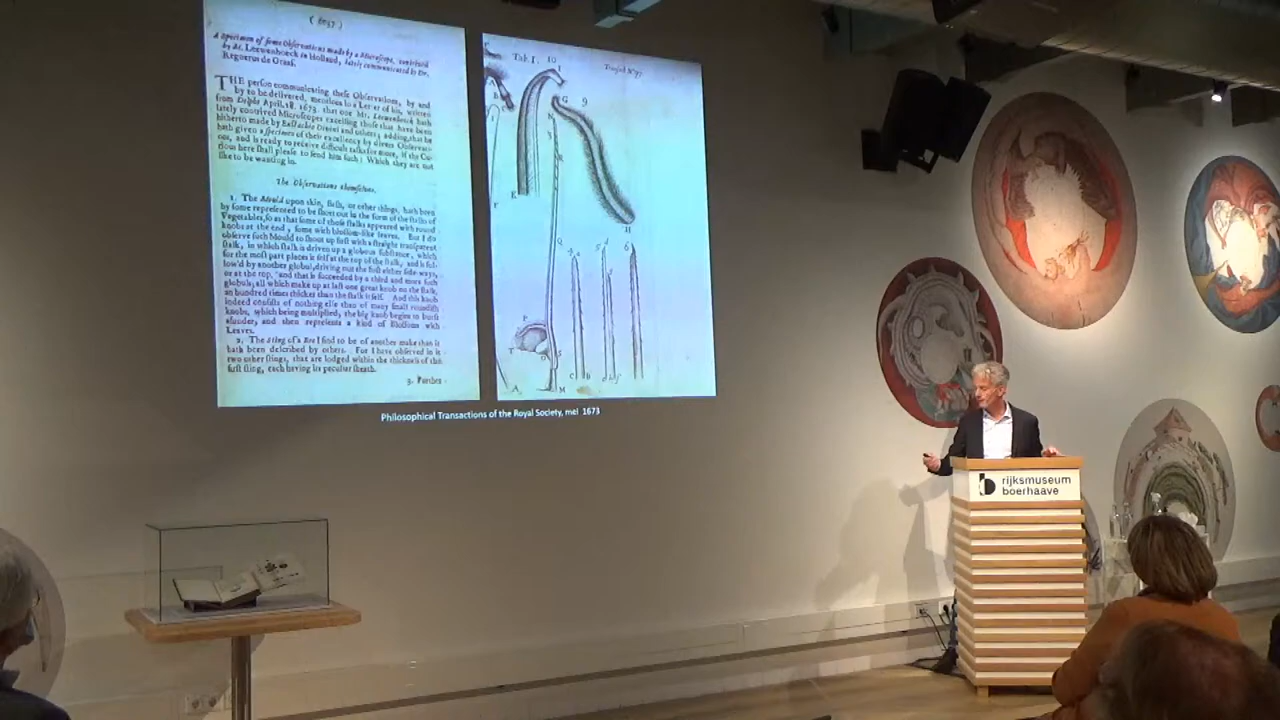 ( 6037 )
A Specimen of some Observations made by a Microscope, contrived
by M. Leewenhoeck in Holland, lately communicated by Dr.
Regnerus de Graaf.
THE person communicating these Observations, by and
by to be delivered, mentions in a Letter of his, written
from Delphs April. 28. 1673. that one Mr. Leewenhoeck hath
lately contrived Microscopes excelling those that have been
hitherto made by Eustachio Divini and others; adding, that he
hath given a specimen of their excellency by divers Observati-
ons, and is ready to receive difficult tasks for more, if the Cu-
rious here shall please to send him such: Which they are not
like to be wanting in.
The Observations themselves.
1. The Mould upon skin, flesh, or other things, hath been
by some represented to be shoot out in the form of the stalks of
Vegetables, so as that some of those stalks appeared with round
knobs at the end, some with blossom-like leaves. But I do
observe such Mould to shoot up first with a straight transparent
stalk, in which stalk is driven up a globous substance, which
for the most part places it self at the top of the stalk, and is fol-
low'd by another globul, driving out the first either side-ways,
or at the top, and that is succeeded by a third and more such
globuls; all which make up at last one great knob on the stalk,
an hundred times thicker than the stalk it self. And this knob
indeed consists of nothing else than of many small roundish
knobs, which being multiplied, the big knob begins to burst
asunder, and then represents a kind of Blossoms with
Leaves.
2. The Sting of a Bee I find to be of another make than it
hath been described by others. For I have observed in it
two other stings, that are lodged within the thickness of the
first sting, each having its peculiar sheath.
3. Further
Tab. I.
10
Transact N°97
G
9
H
Q
4
5
6
P
T
S
C
B
A
M
Philosophical Transactions of the Royal Society, mei 1673
rijksmuseum
boerhaave